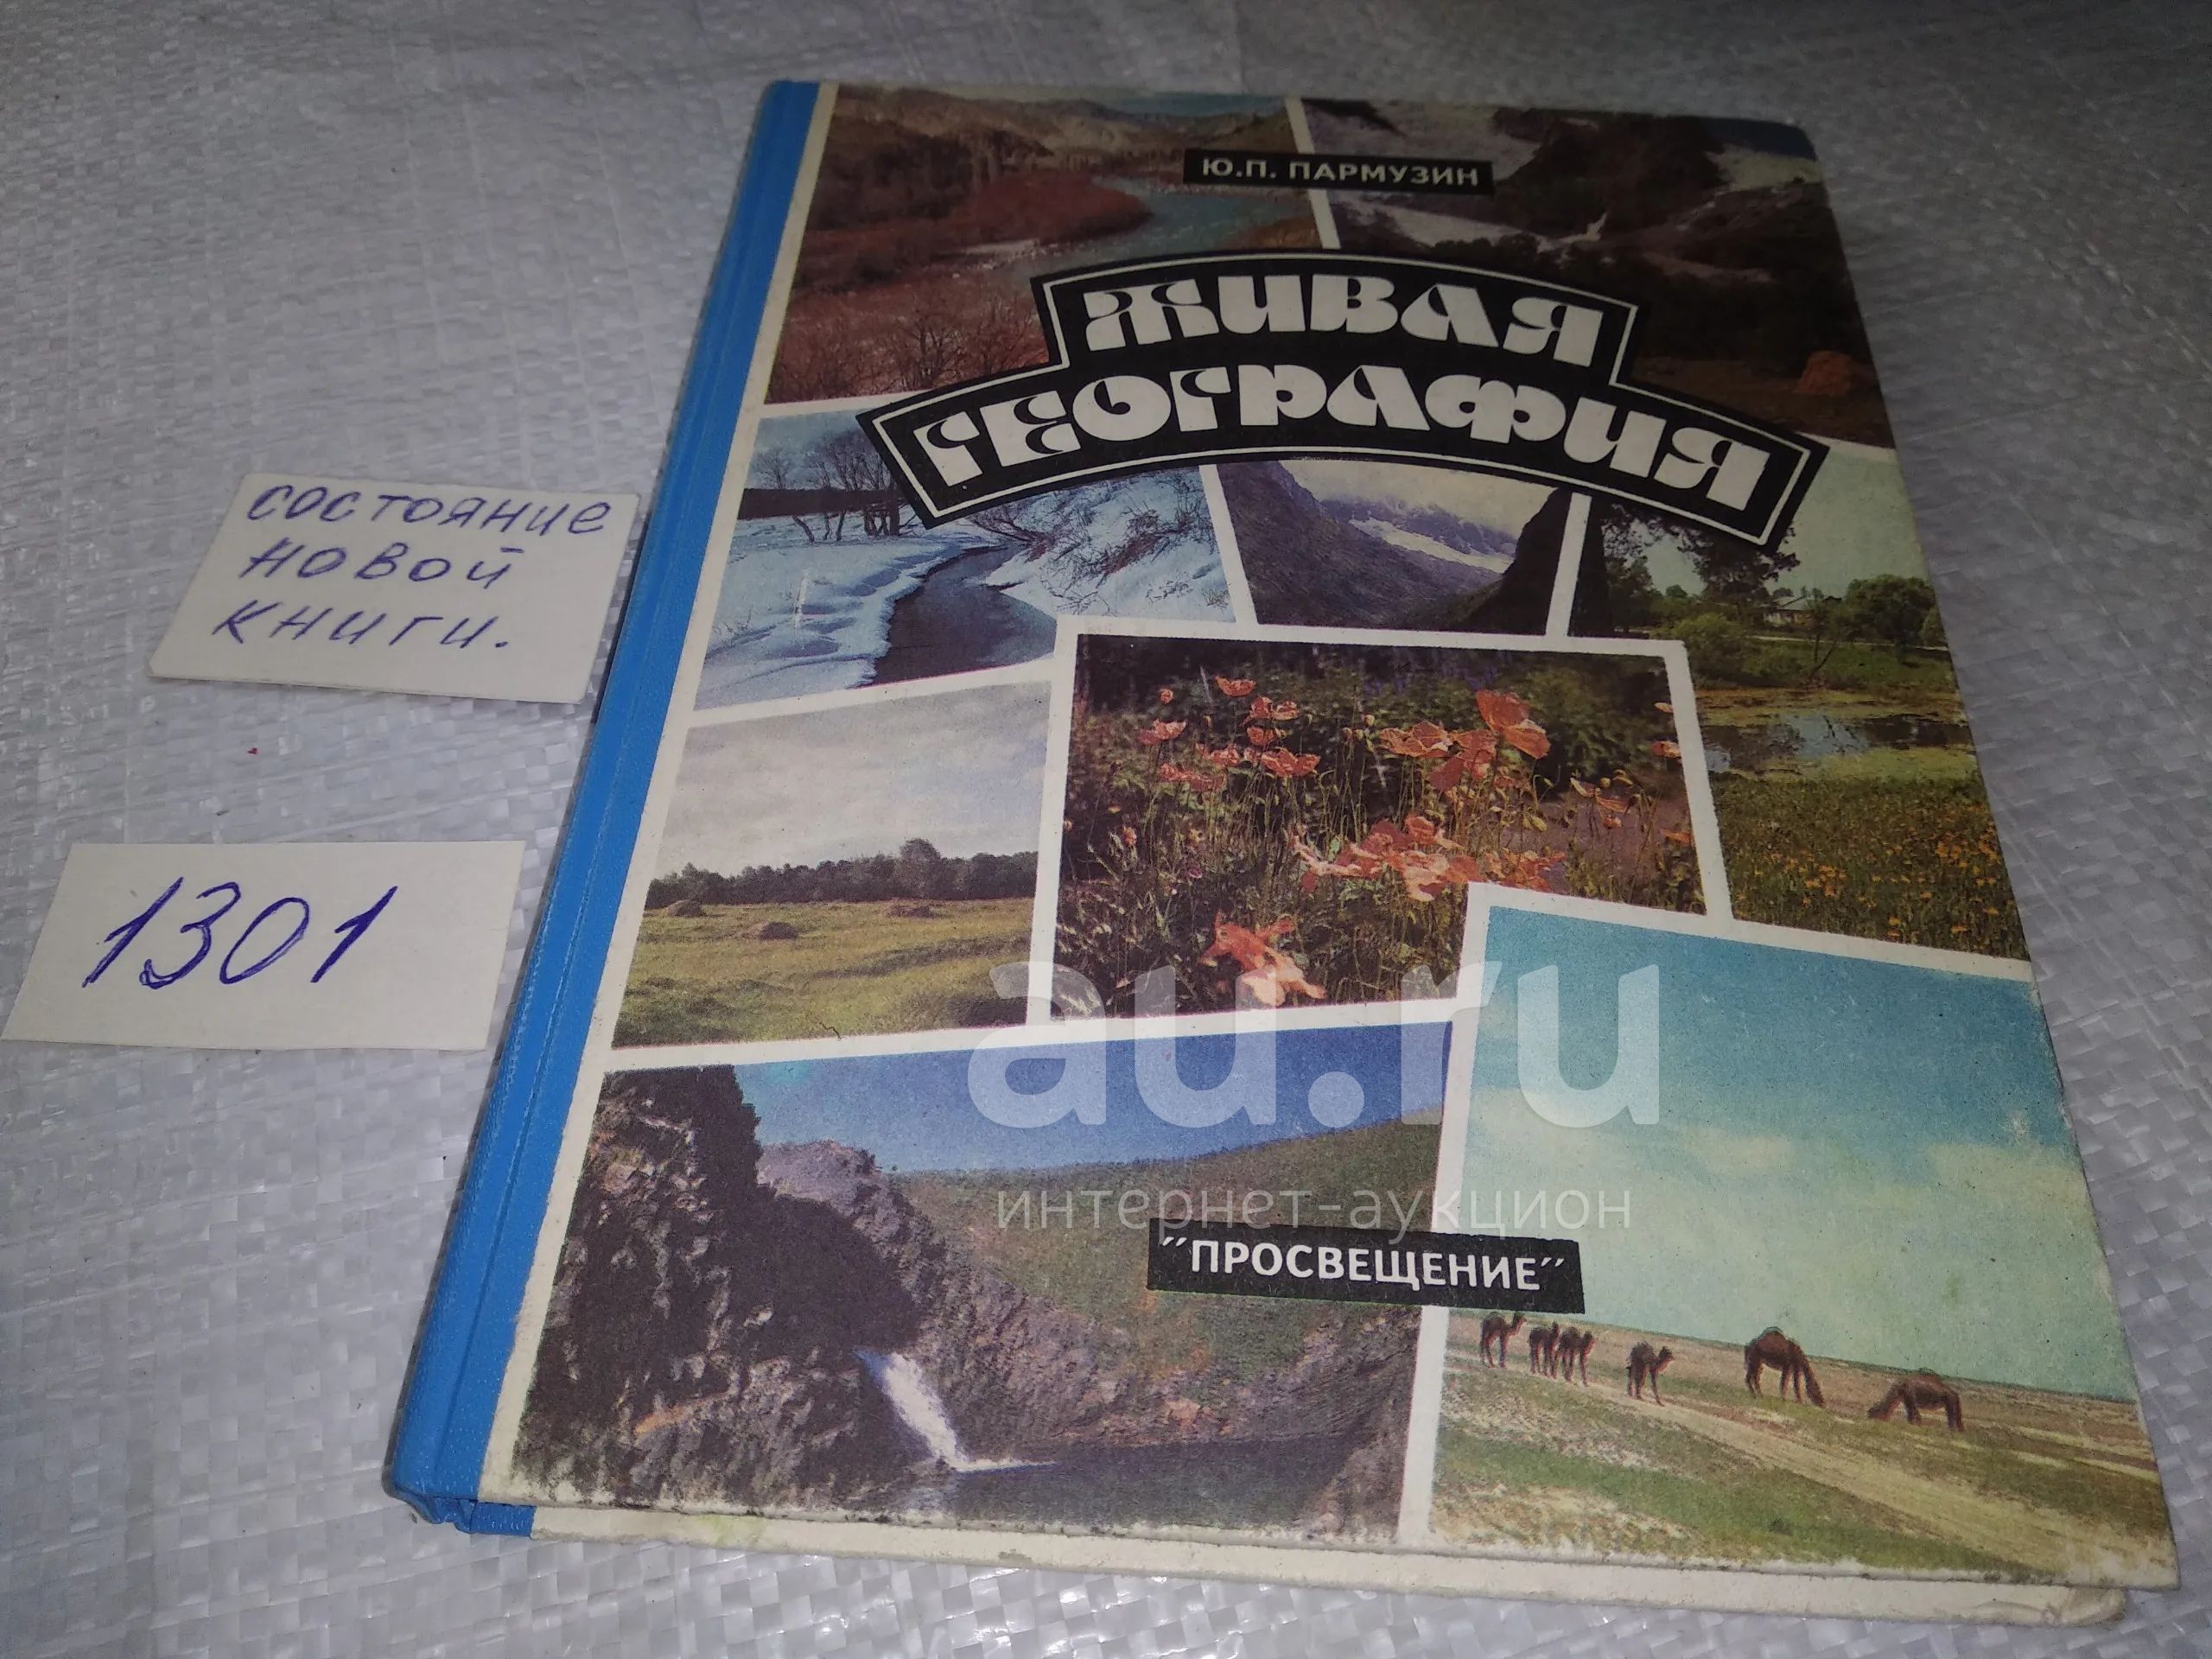 Ю.П. ПАРМУЗИН
ЖИВАЯ
ГЕОГРАФИЯ
состояние
новой
книги.
1301
au.ru
интернет-аукцион
"ПРОСВЕЩЕНИЕ"